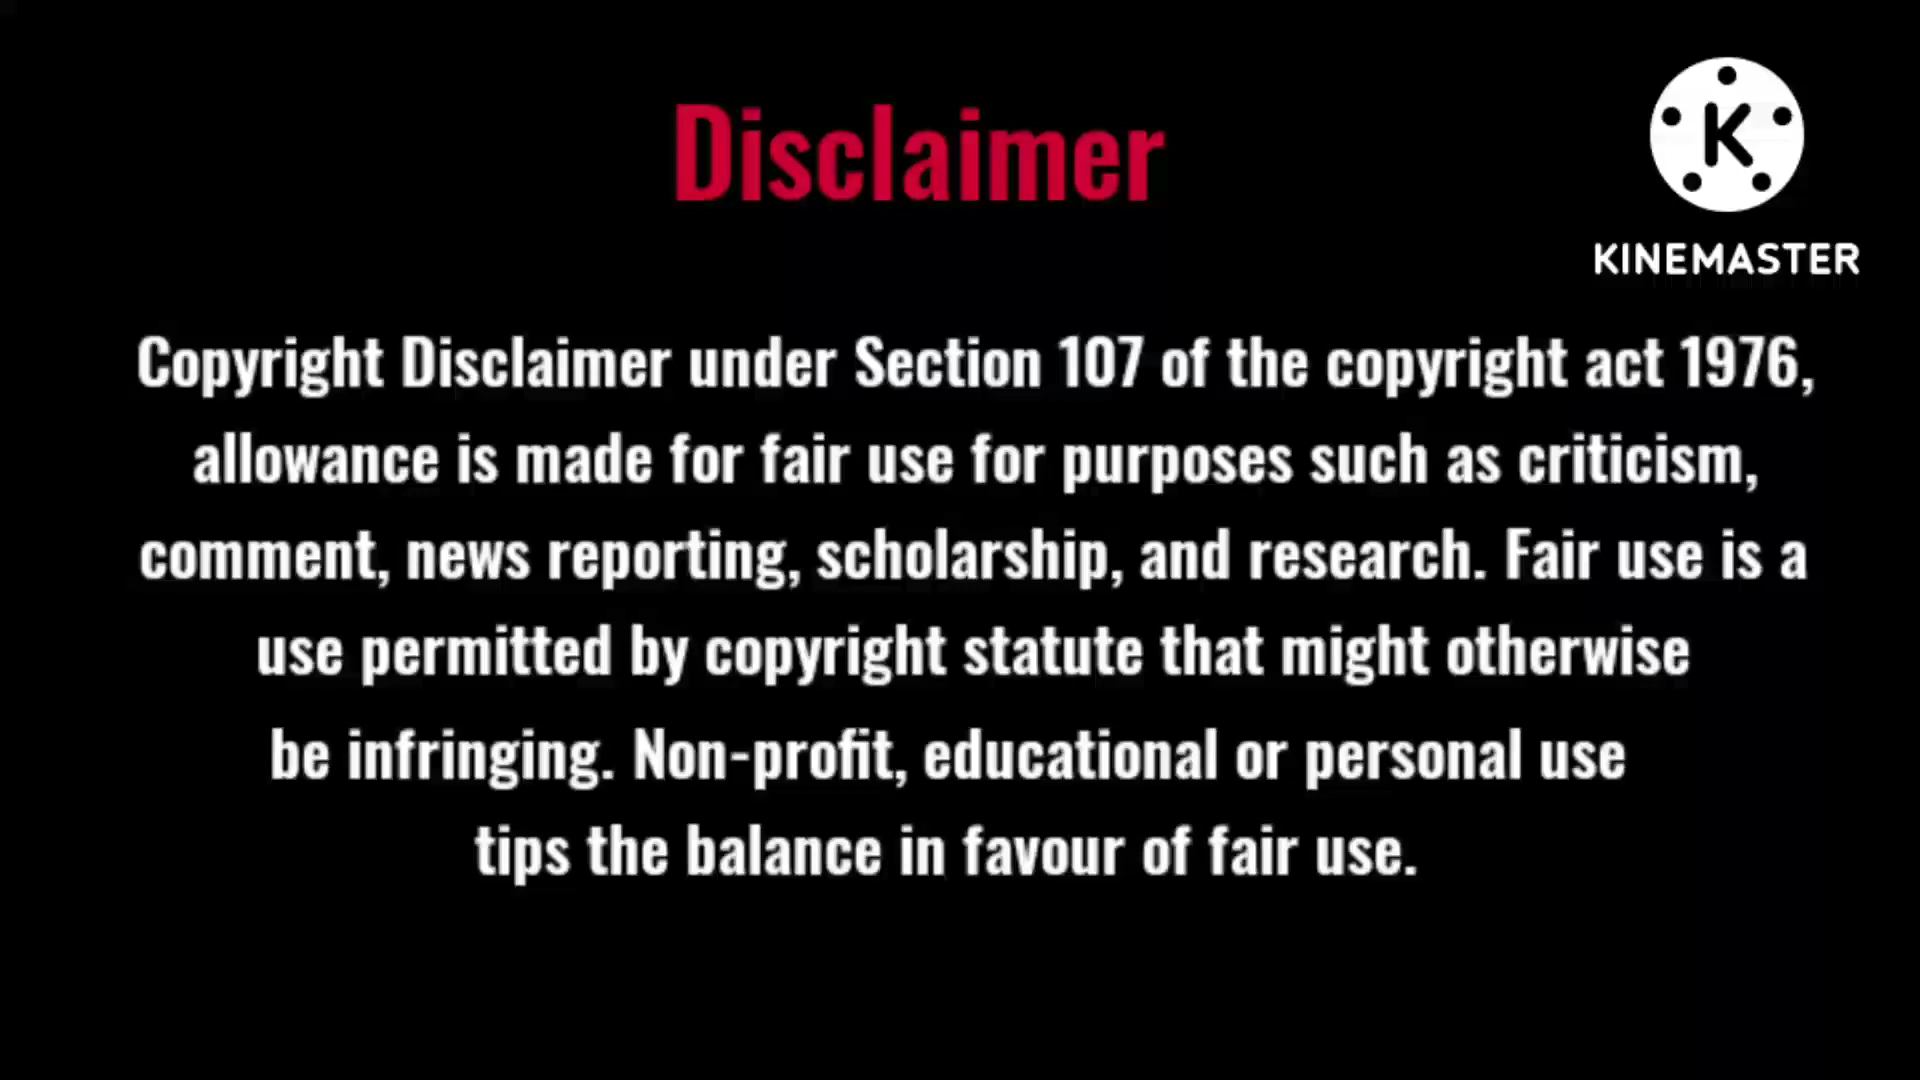 Disclaimer
K
KINEMASTER
Copyright Disclaimer under Section 107 of the copyright act 1976,
allowance is made for fair use for purposes such as criticism,
comment, news reporting, scholarship, and research. Fair use is a
use permitted by copyright statute that might otherwise
be infringing. Non-profit, educational or personal use
tips the balance in favour of fair use.